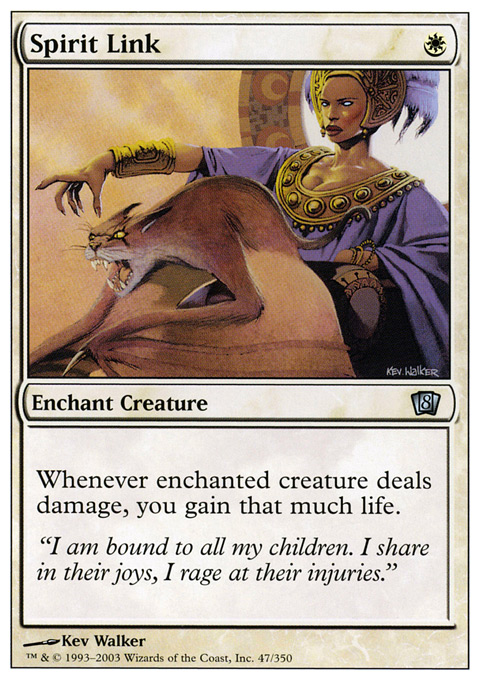 Spirit Link
KEV. WALKER
Enchant Creature
8
Whenever enchanted creature deals
damage, you gain that much life.
“I am bound to all my children. I share
in their joys, I rage at their injuries.”
Kev Walker
™ & © 1993–2003 Wizards of the Coast, Inc. 47/350